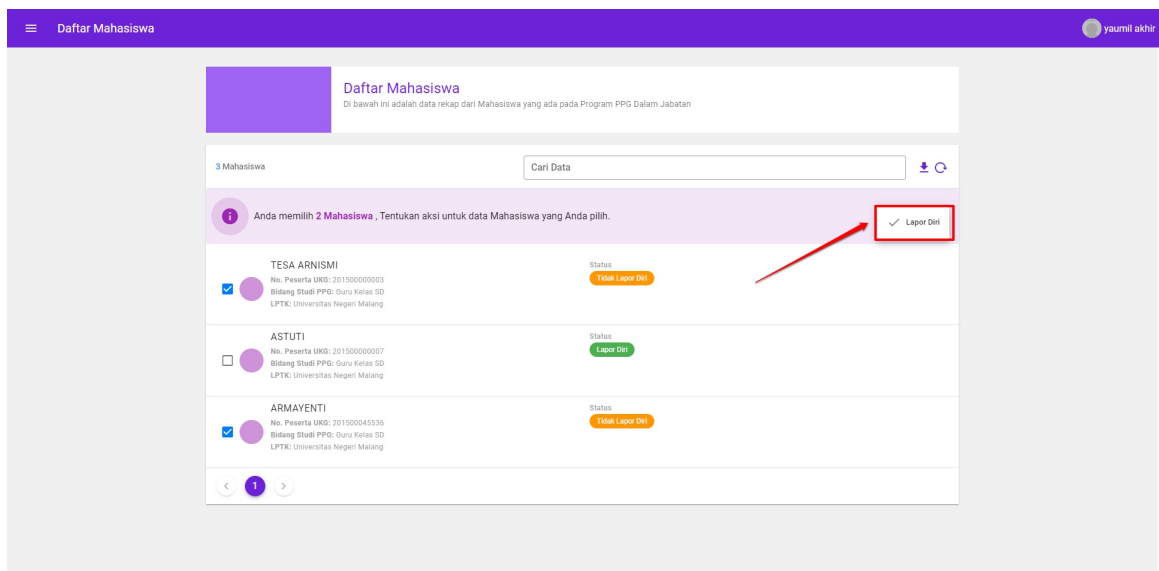 Daftar Mahasiswa
yaumil akhir
Daftar Mahasiswa
Di bawah ini adalah data rekap dari Mahasiswa yang ada pada Program PPG Dalam Jabatan
3 Mahasiswa
Cari Data
Anda memilih 2 Mahasiswa , Tentukan aksi untuk data Mahasiswa yang Anda pilih.
Lapor Diri
TESA ARNISMI
No. Peserta UKG: 201500000003
Bidang Studi PPG: Guru Kelas SD
LPTK: Universitas Negeri Malang
Status
Tidak Lapor Diri
ASTUTI
No. Peserta UKG: 201500000007
Bidang Studi PPG: Guru Kelas SD
LPTK: Universitas Negeri Malang
Status
Lapor Diri
ARMAYENTI
No. Peserta UKG: 201500045536
Bidang Studi PPG: Guru Kelas SD
LPTK: Universitas Negeri Malang
Status
Tidak Lapor Diri
1